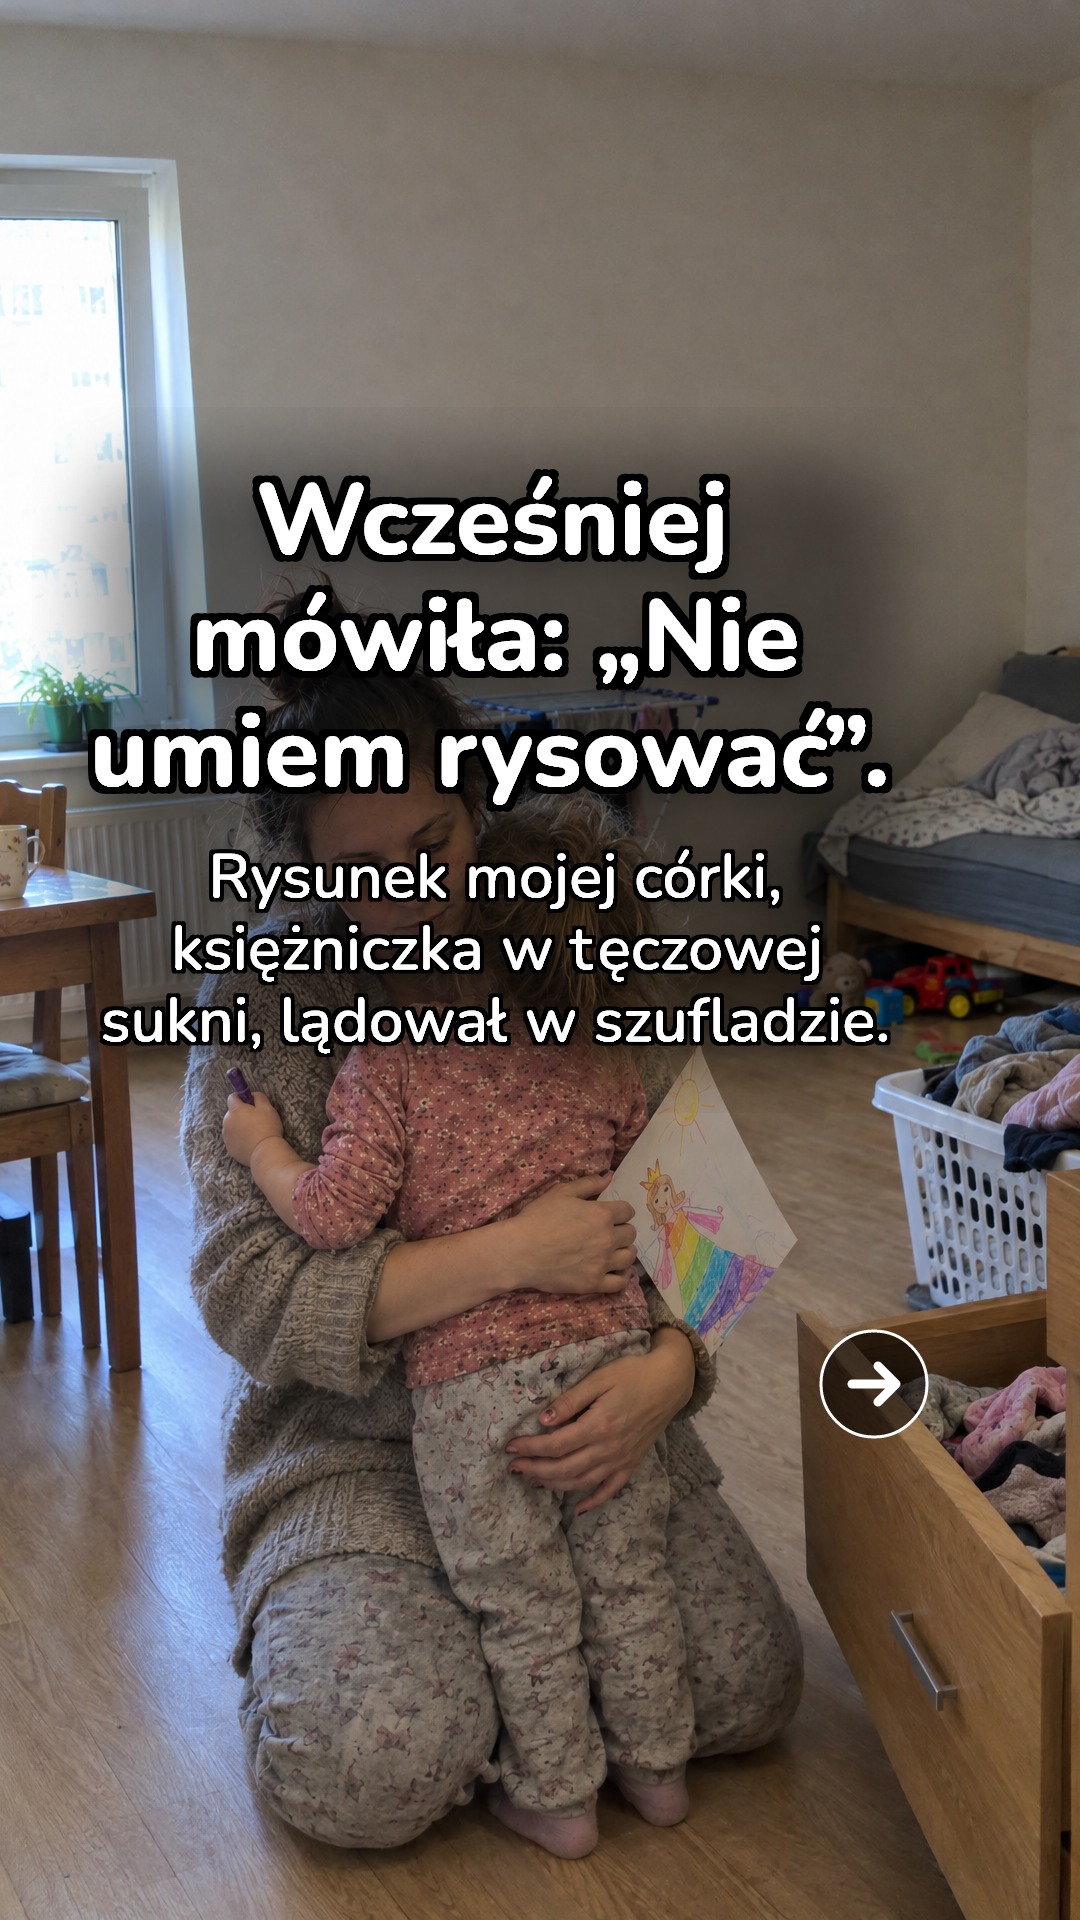 Wcześniej
mówiła: „Nie
umiem rysować”.
Rysunek mojej córki,
księżniczka w tęczowej
sukni, lądował w szufladzie.